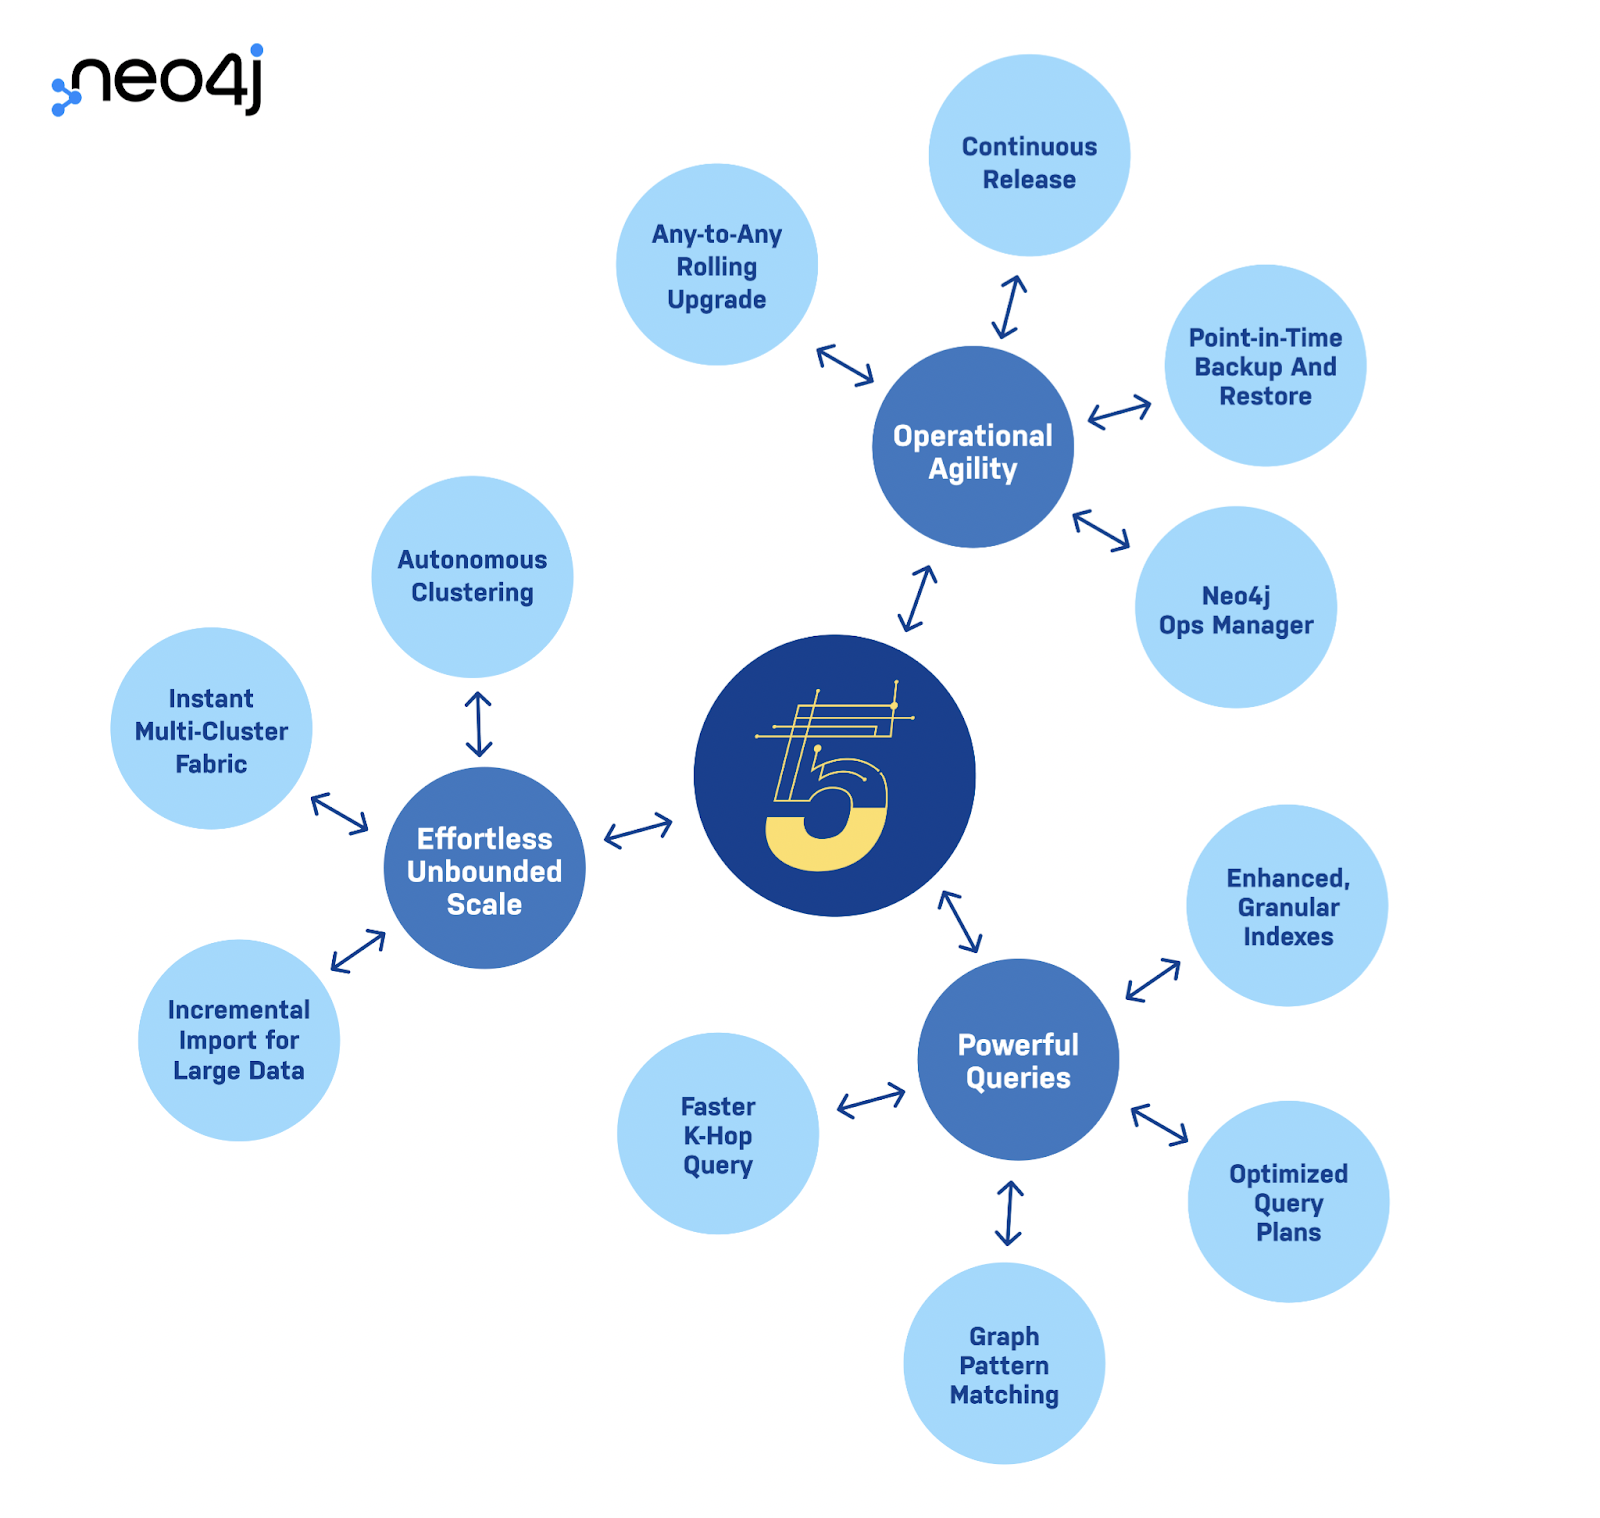 neo4j
Continuous
Release
Any-to-Any
Rolling
Upgrade
Point-in-Time
Backup And
Restore
Operational
Agility
Neo4j
Ops Manager
Autonomous
Clustering
Instant
Multi-Cluster
Fabric
5
Effortless
Unbounded
Scale
Incremental
Import for
Large Data
Enhanced,
Granular
Indexes
Powerful
Queries
Faster
K-Hop
Query
Optimized
Query
Plans
Graph
Pattern
Matching